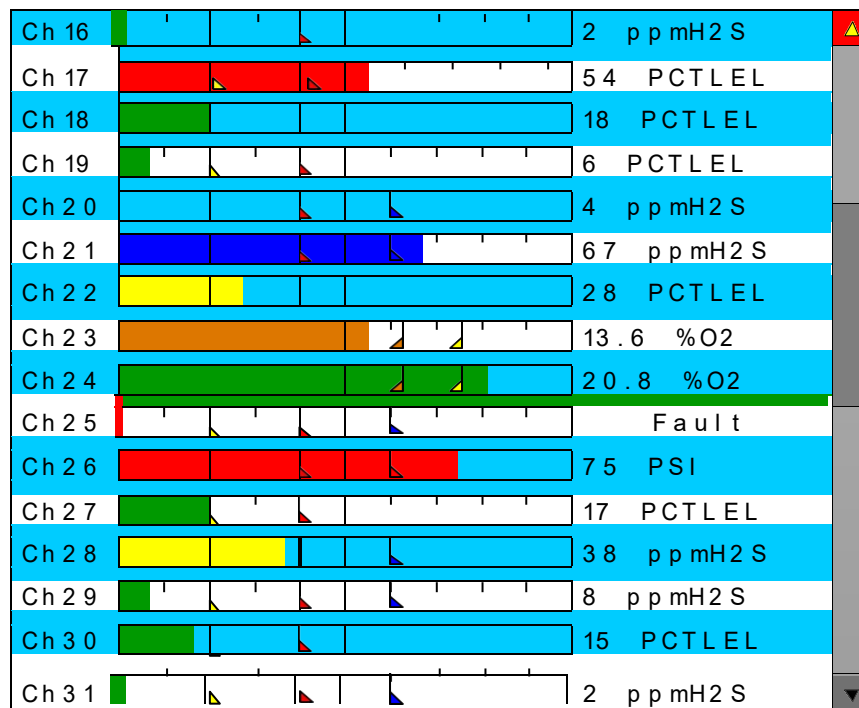 Ch 16 2 ppmH2S
Ch 17 54 PCTLEL
Ch 18 18 PCTLEL
Ch 19 6 PCTLEL
Ch 20 4 ppmH2S
Ch 21 67 ppmH2S
Ch 22 28 PCTLEL
Ch 23 13.6 %O2
Ch 24 20.8 %O2
Ch 25 Fault
Ch 26 75 PSI
Ch 27 17 PCTLEL
Ch 28 38 ppmH2S
Ch 29 8 ppmH2S
Ch 30 15 PCTLEL
Ch 31 2 ppmH2S